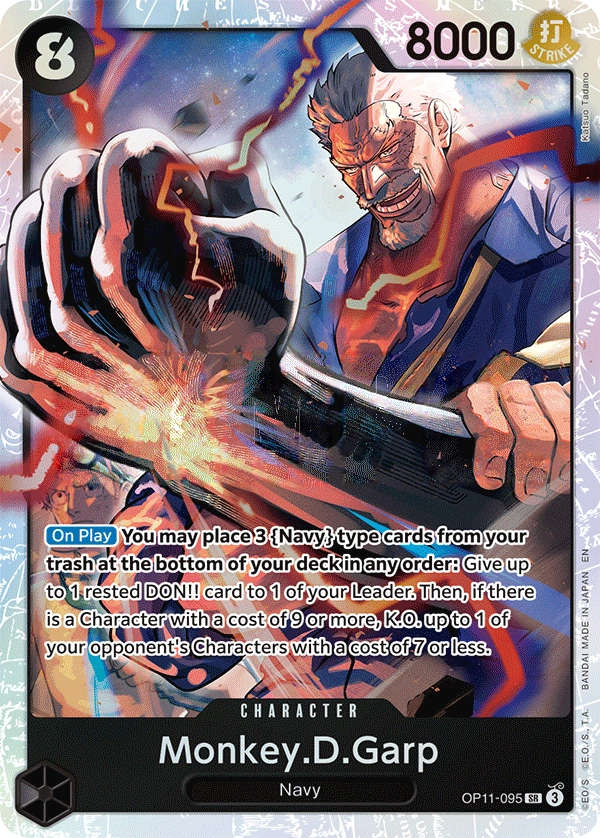 8
8000
打
STRIKE
Katsuo Tadano
On Play You may place 3 {Navy} type cards from your
trash at the bottom of your deck in any order: Give up
to 1 rested DON!! card to 1 of your Leader. Then, if there
is a Character with a cost of 9 or more, K.O. up to 1 of
your opponent's Characters with a cost of 7 or less.
©E.O./S, T.A. BANDAI MADE IN JAPAN EN
©EO/S
CHARACTER
Monkey.D.Garp
Navy
OP11-095 SR 3